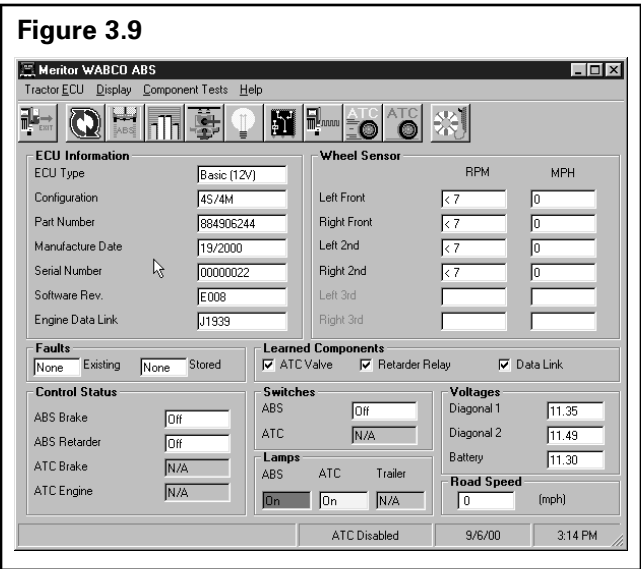 Figure 3.9
Meritor WABCO ABS
Tractor ECU Display Component Tests Help
EXIT ABS ATC ATC
ECU Information
ECU Type Basic (12V)
Configuration 4S/4M
Part Number 884906244
Manufacture Date 19/2000
Serial Number 00000022
Software Rev. E008
Engine Data Link J1939
Wheel Sensor
RPM MPH
Left Front < 7 0
Right Front < 7 0
Left 2nd < 7 0
Right 2nd < 7 0
Left 3rd
Right 3rd
Faults
None Existing None Stored
Learned Components
ATC Valve Retarder Relay Data Link
Control Status
ABS Brake Off
ABS Retarder Off
ATC Brake N/A
ATC Engine N/A
Switches
ABS Off
ATC N/A
Lamps
ABS ATC Trailer
On On N/A
Voltages
Diagonal 1 11.35
Diagonal 2 11.49
Battery 11.30
Road Speed
0 (mph)
ATC Disabled 9/6/00 3:14 PM